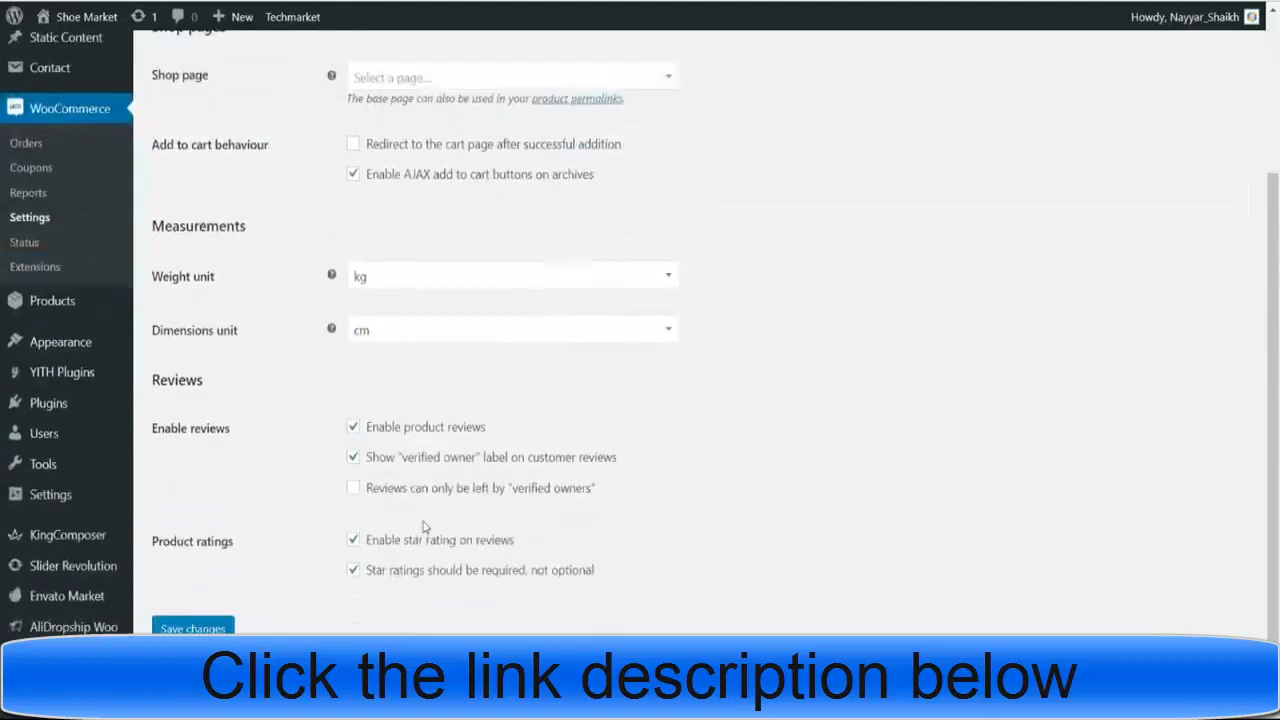 Shoe Market 1 0 New Techmarket Howdy, Nayyar_Shaikh
Static Content
Contact
WooCommerce
Orders
Coupons
Reports
Settings
Status
Extensions
Products
Appearance
YITH Plugins
Plugins
Users
Tools
Settings
KingComposer
Slider Revolution
Envato Market
AliDropship Woo
Shop pages
Shop page Select a page...
The base page can also be used in your product permalinks.
Add to cart behaviour Redirect to the cart page after successful addition
Enable AJAX add to cart buttons on archives
Measurements
Weight unit kg
Dimensions unit cm
Reviews
Enable reviews Enable product reviews
Show "verified owner" label on customer reviews
Reviews can only be left by "verified owners"
Product ratings Enable star rating on reviews
Star ratings should be required, not optional
Save changes
Click the link description below